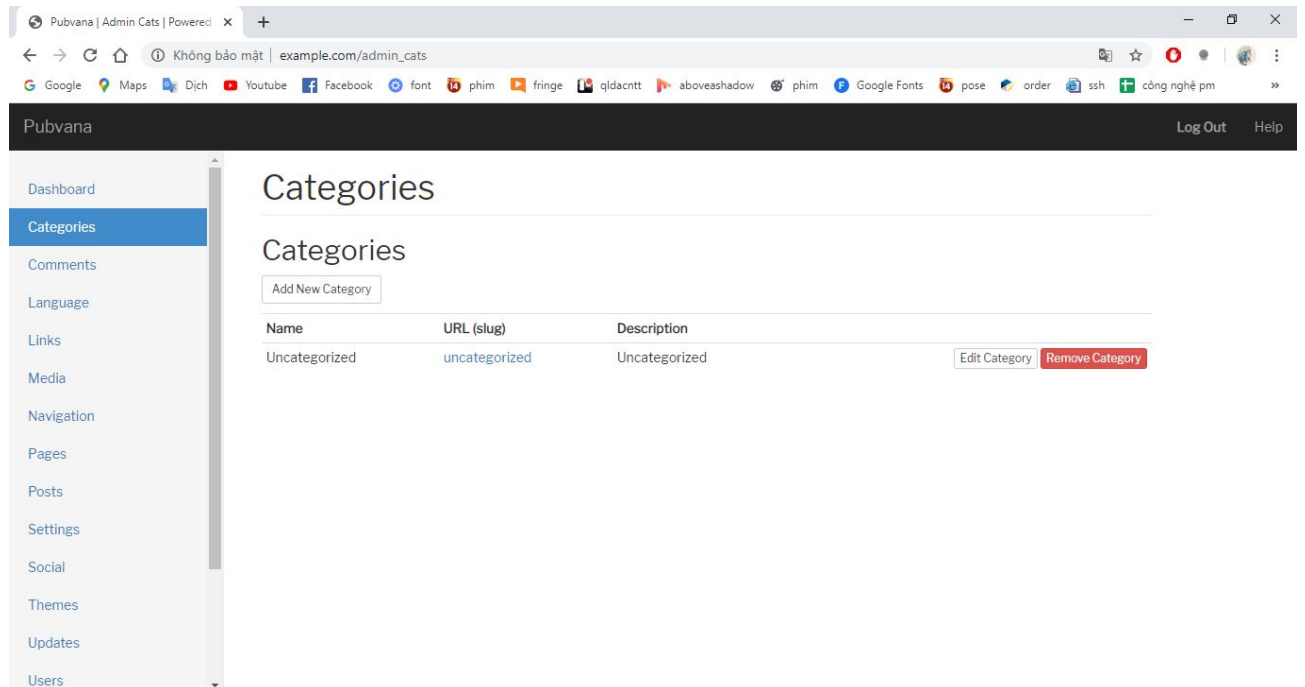 Pubvana | Admin Cats | Powered
Không bảo mật | example.com/admin_cats
Google Maps Dịch Youtube Facebook font phim fringe qldacntt aboveashadow phim Google Fonts pose order ssh công nghệ pm »
Pubvana Log Out Help
Dashboard
Categories
Comments
Language
Links
Media
Navigation
Pages
Posts
Settings
Social
Themes
Updates
Users
Categories
Categories
Add New Category
Name URL (slug) Description
Uncategorized uncategorized Uncategorized Edit Category Remove Category